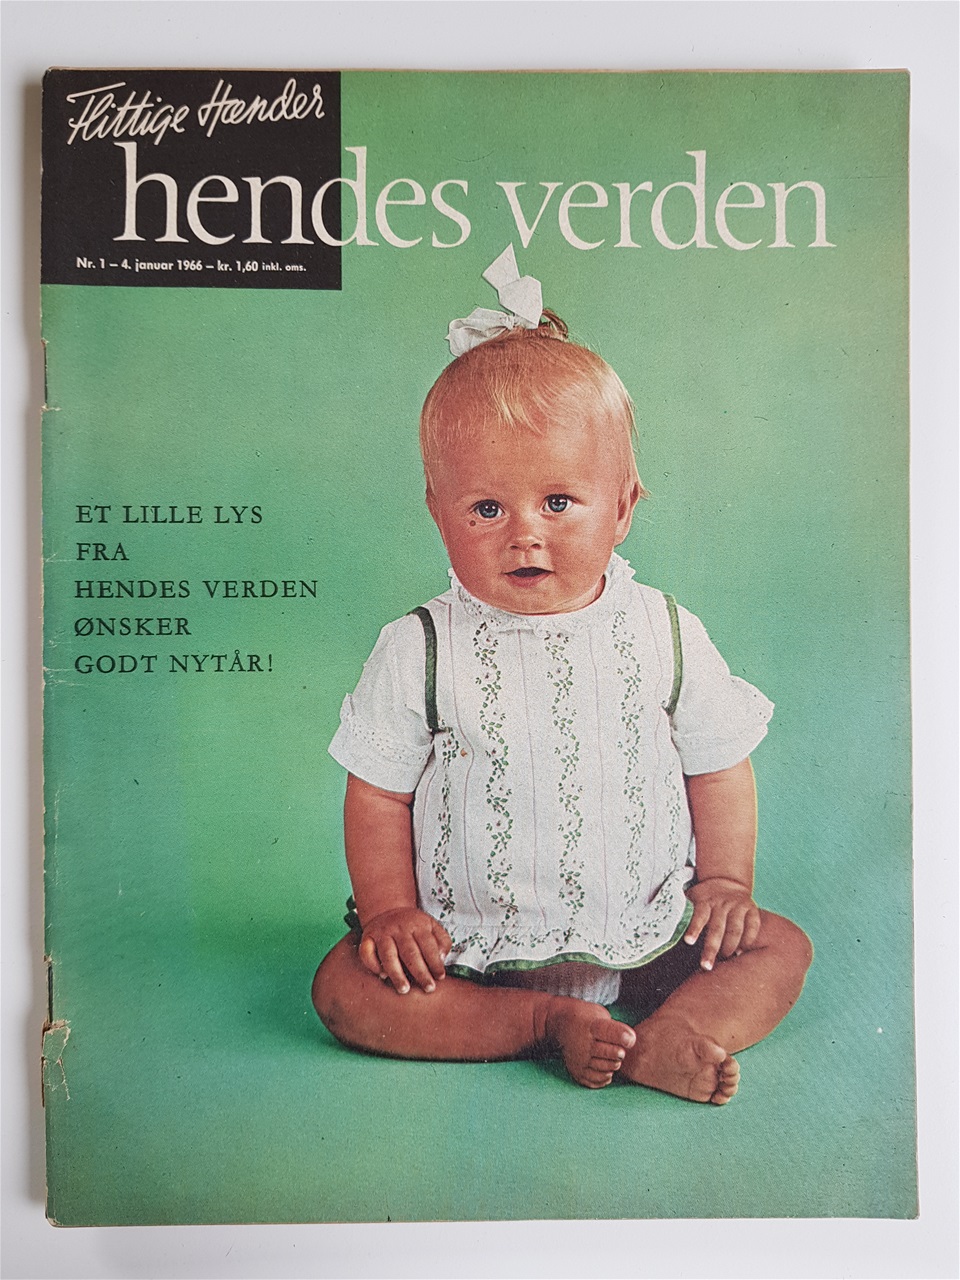 Flittige Hænder
hendes verden
Nr. 1 – 4. januar 1966 – kr. 1,60 inkl. oms.
ET LILLE LYS
FRA
HENDES VERDEN
ØNSKER
GODT NYTÅR!